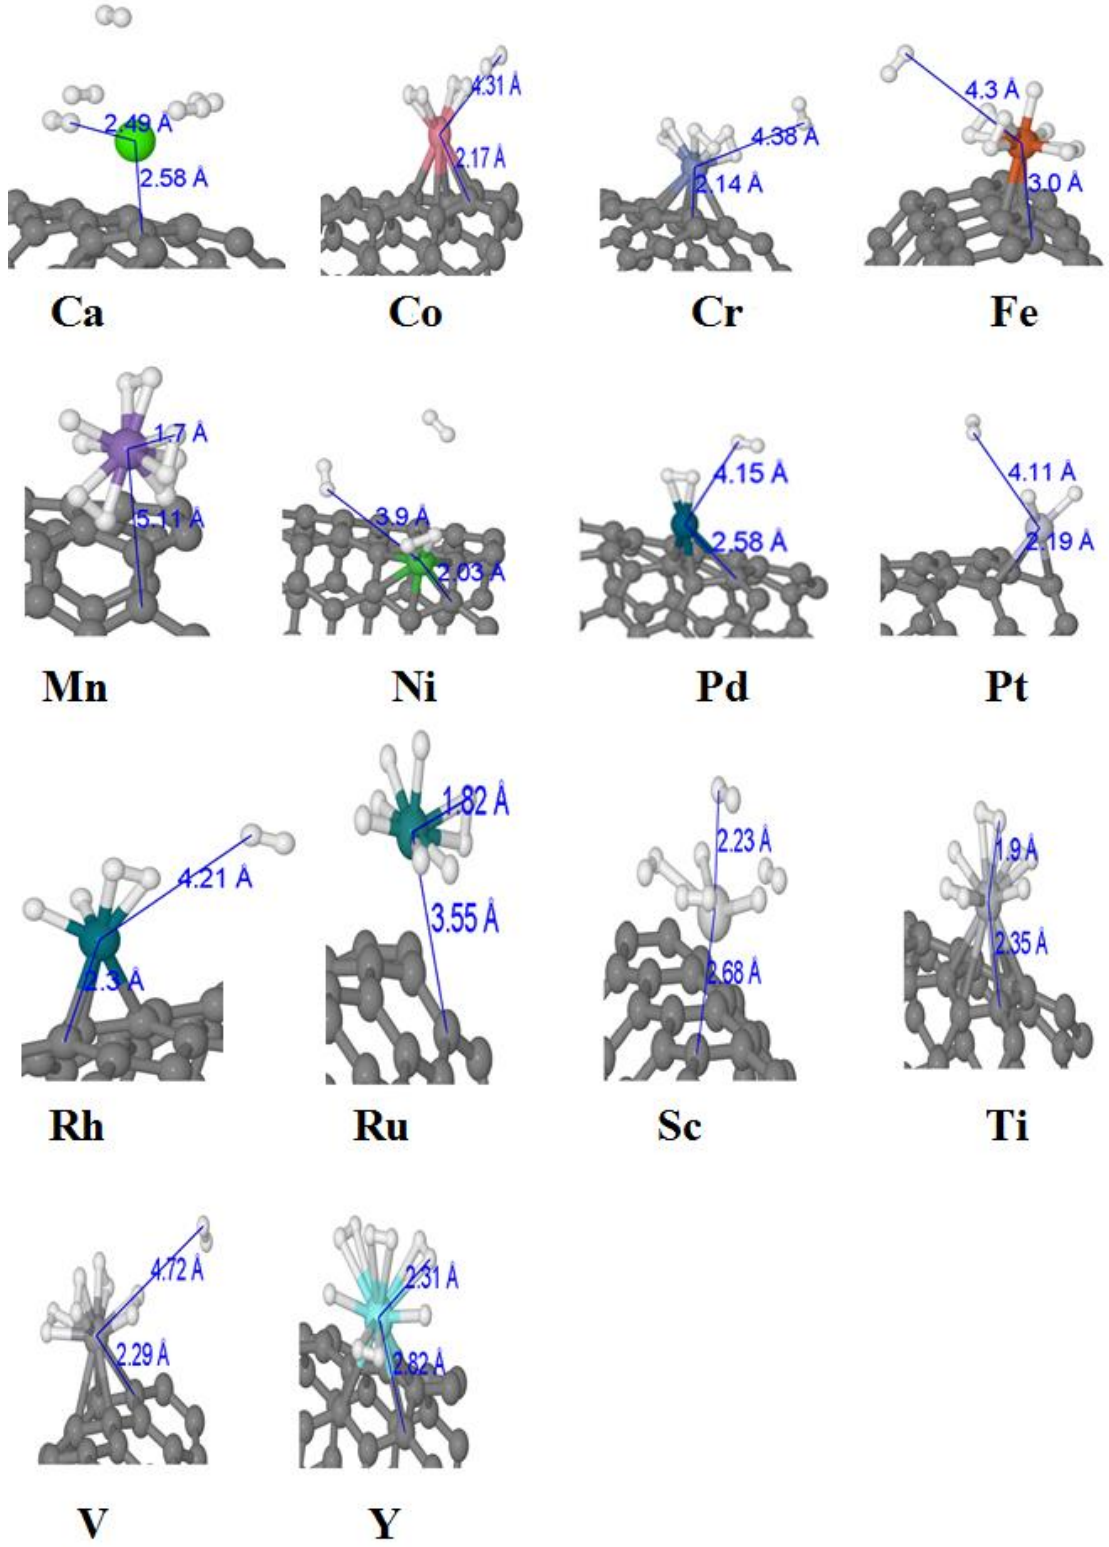 2.49 Å
2.58 Å
Ca
4.31 Å
2.17 Å
Co
4.38 Å
2.14 Å
Cr
4.3 Å
3.0 Å
Fe
1.7 Å
5.11 Å
Mn
3.9 Å
2.03 Å
Ni
4.15 Å
2.58 Å
Pd
4.11 Å
2.19 Å
Pt
4.21 Å
2.3 Å
Rh
1.82 Å
3.55 Å
Ru
2.23 Å
2.68 Å
Sc
1.9 Å
2.35 Å
Ti
4.72 Å
2.29 Å
V
2.31 Å
2.82 Å
Y